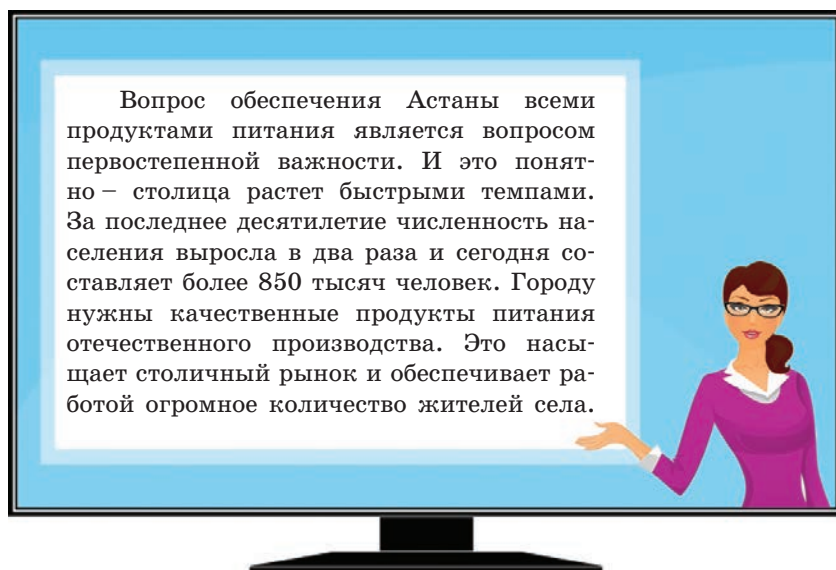 Вопрос обеспечения Астаны всеми
продуктами питания является вопросом
первостепенной важности. И это понят-
но – столица растет быстрыми темпами.
За последнее десятилетие численность на-
селения выросла в два раза и сегодня со-
ставляет более 850 тысяч человек. Городу
нужны качественные продукты питания
отечественного производства. Это насы-
щает столичный рынок и обеспечивает ра-
ботой огромное количество жителей села.